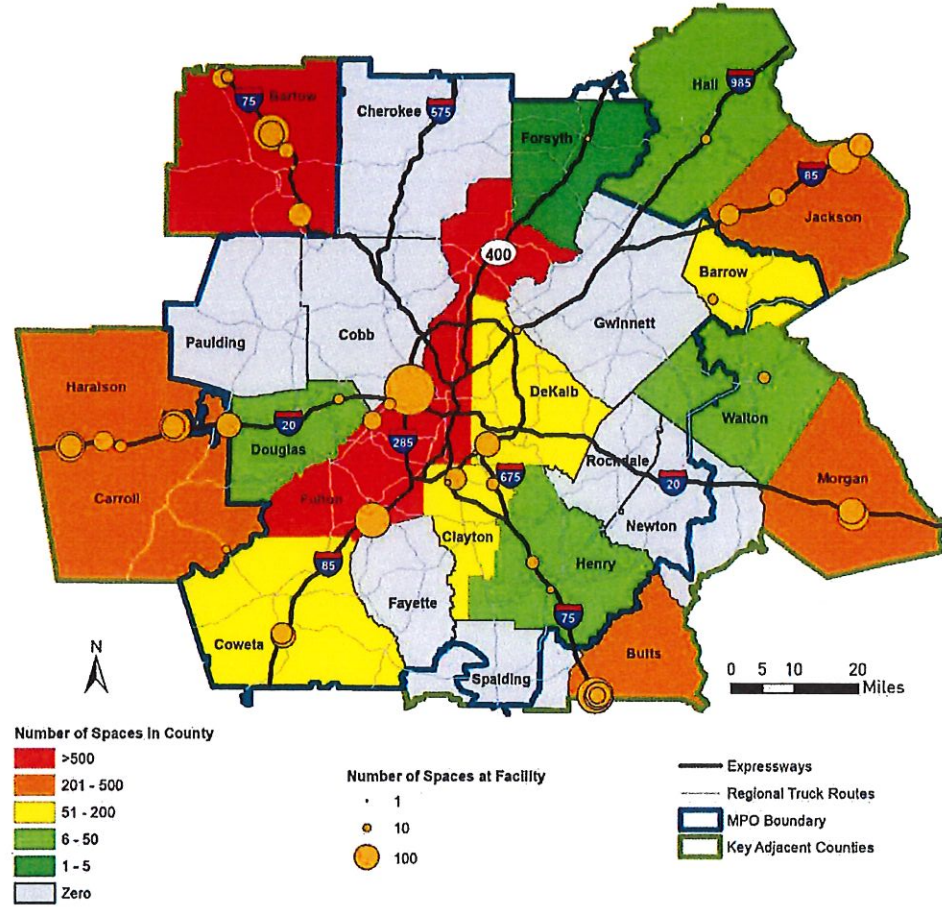 Hall
985
75
Bartow
Cherokee
575
Forsyth
85
Jackson
400
Barrow
Gwinnett
Cobb
Paulding
Haralson
DeKalb
Walton
20
Douglas
285
Rockdale
675
20
Morgan
Carroll
Fulton
Newton
Clayton
85
Henry
Fayette
75
Coweta
Butts
N
Spalding
0 5 10 20
Miles
Number of Spaces In County
>500
201 - 500
51 - 200
6 - 50
1 - 5
Zero
Number of Spaces at Facility
1
10
100
Expressways
Regional Truck Routes
MPO Boundary
Key Adjacent Counties